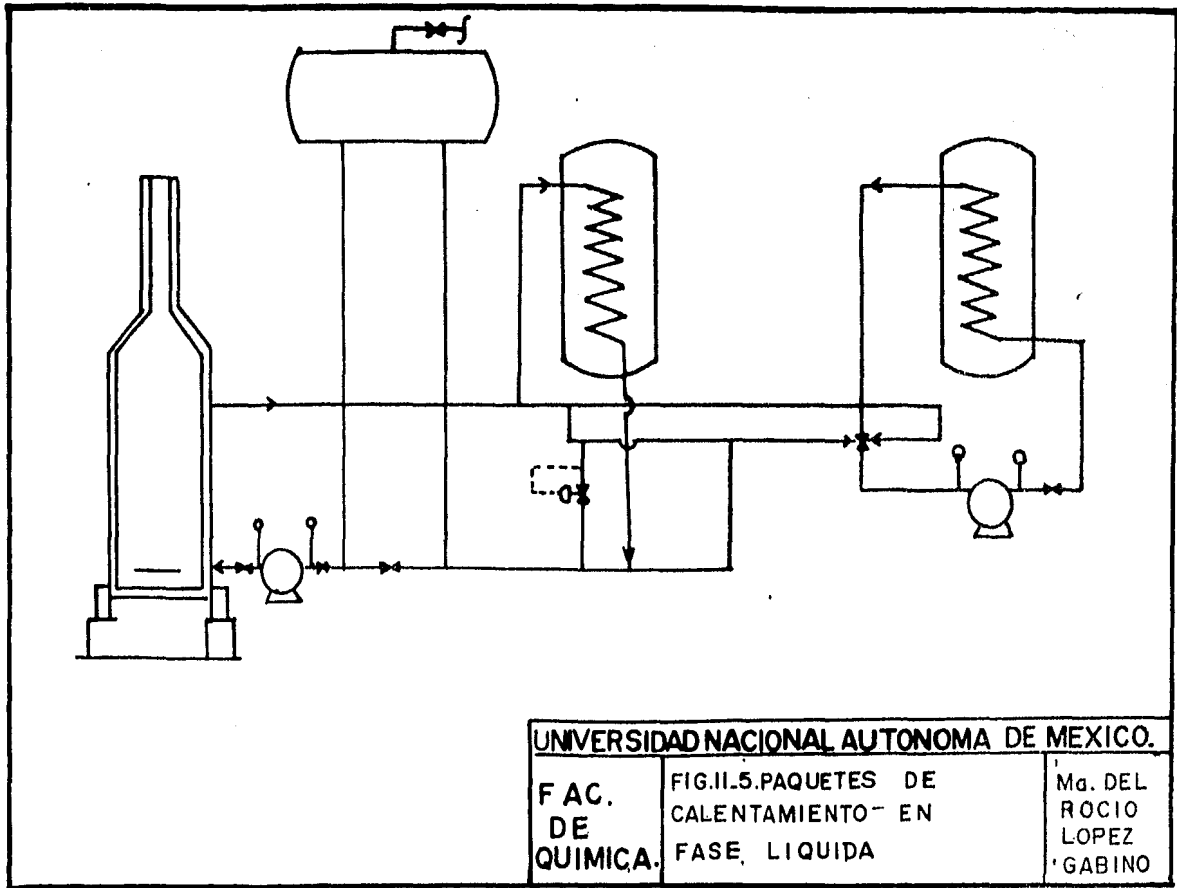 UNIVERSIDAD NACIONAL AUTONOMA DE MEXICO.
FAC.
DE
QUIMICA.
FIG.II-5.PAQUETES DE
CALENTAMIENTO- EN
FASE, LIQUIDA
Ma. DEL
ROCIO
LOPEZ
GABINO